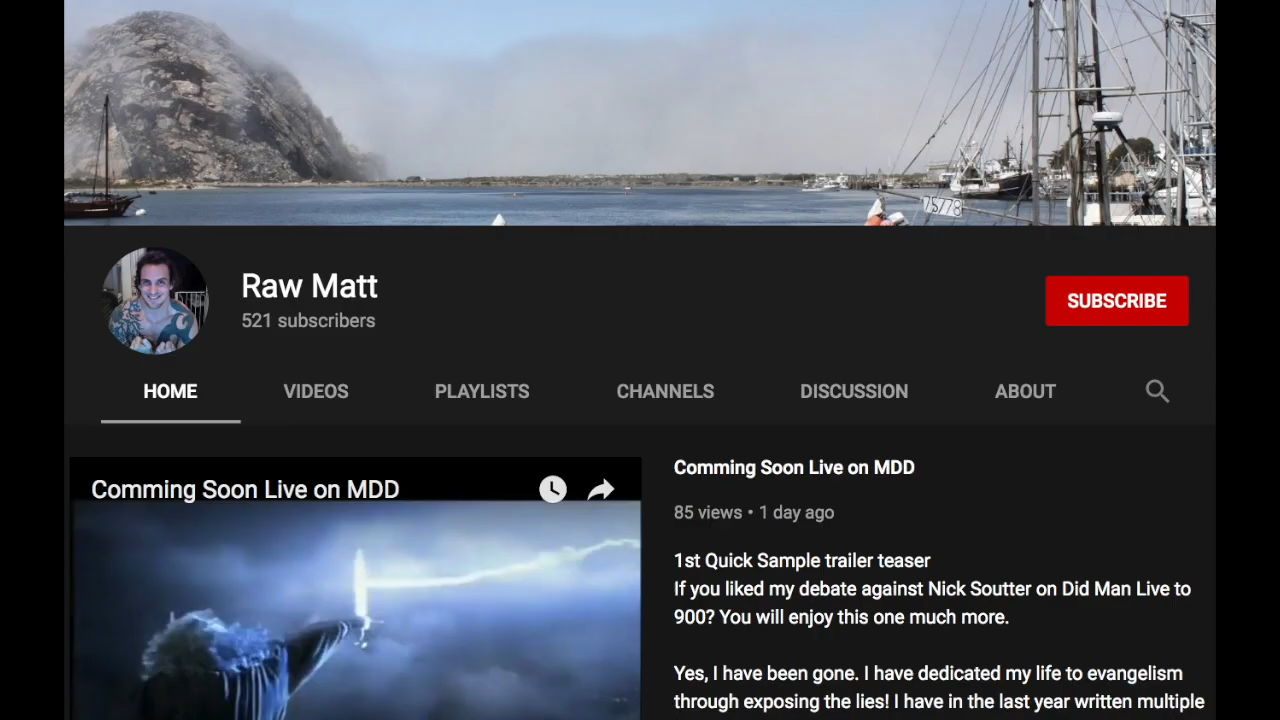 75778
Raw Matt
521 subscribers
SUBSCRIBE
HOME VIDEOS PLAYLISTS CHANNELS DISCUSSION ABOUT
Comming Soon Live on MDD
Comming Soon Live on MDD
85 views • 1 day ago
1st Quick Sample trailer teaser
If you liked my debate against Nick Soutter on Did Man Live to
900? You will enjoy this one much more.
Yes, I have been gone. I have dedicated my life to evangelism
through exposing the lies! I have in the last year written multiple